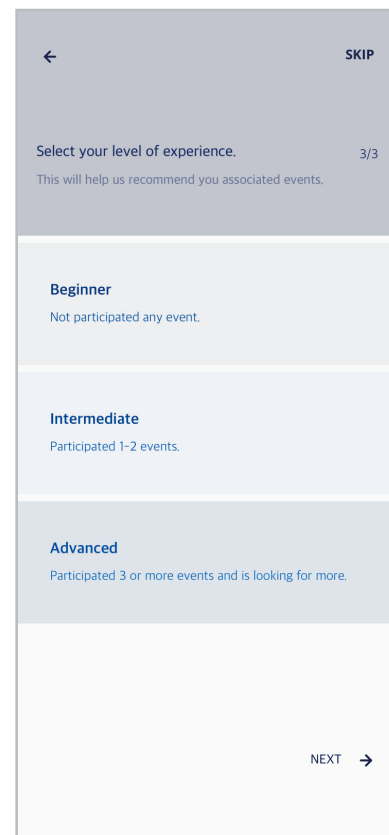 SKIP
Select your level of experience.
3/3
This will help us recommend you associated events.
Beginner
Not participated any event.
Intermediate
Participated 1-2 events.
Advanced
Participated 3 or more events and is looking for more.
NEXT